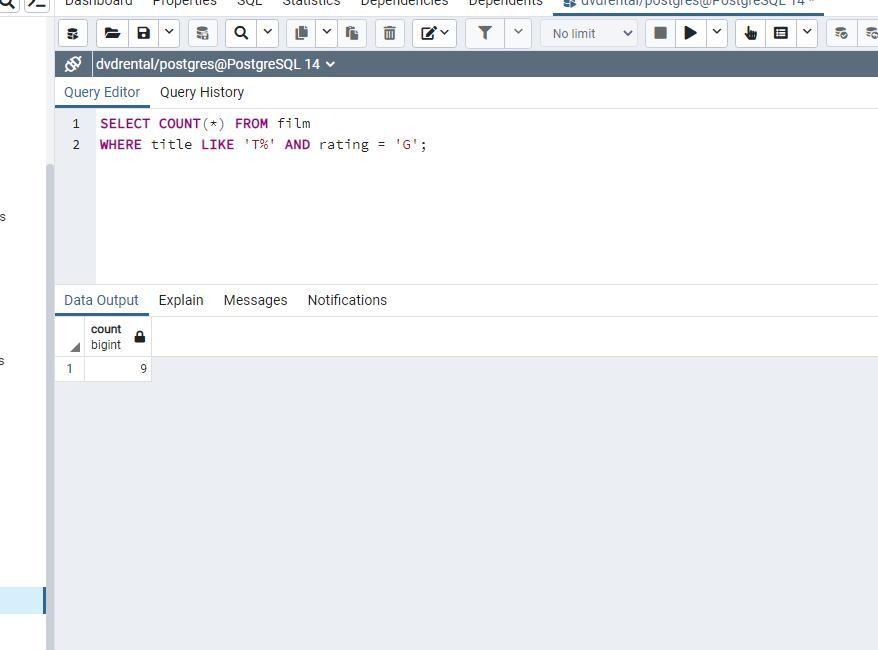 Dashboard Properties SQL Statistics Dependencies Dependents dvdrental/postgres@PostgreSQL 14 *
No limit
dvdrental/postgres@PostgreSQL 14
Query Editor Query History
1 SELECT COUNT(*) FROM film
2 WHERE title LIKE 'T%' AND rating = 'G';
s
Data Output Explain Messages Notifications
count
bigint
s
1 9